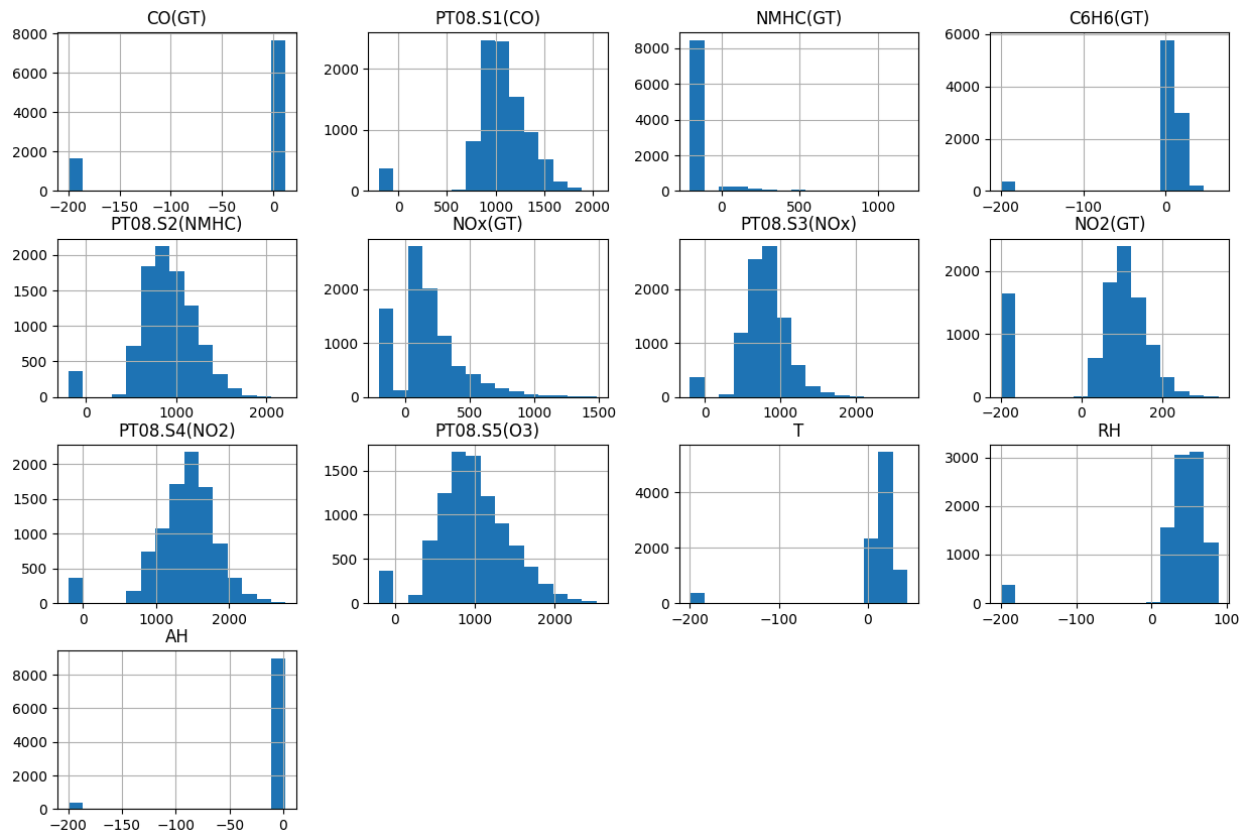 CO(GT) PT08.S1(CO) NMHC(GT) C6H6(GT)
8000 6000 4000 2000 0
−200 −150 −100 −50 0
2000 1000 0
0 500 1000 1500 2000
8000 6000 4000 2000 0
0 500 1000
6000 5000 4000 3000 2000 1000 0
−200 −100 0
PT08.S2(NMHC) NOx(GT) PT08.S3(NOx) NO2(GT)
2000 1500 1000 500 0
0 1000 2000
2000 1000 0
0 500 1000 1500
2000 1000 0
0 1000 2000
2000 1000 0
−200 0 200
PT08.S4(NO2) PT08.S5(O3) T RH
2000 1500 1000 500 0
0 1000 2000
1500 1000 500 0
0 1000 2000
4000 2000 0
−200 −100 0
3000 2000 1000 0
−200 −100 0 100
AH
8000 6000 4000 2000 0
−200 −150 −100 −50 0